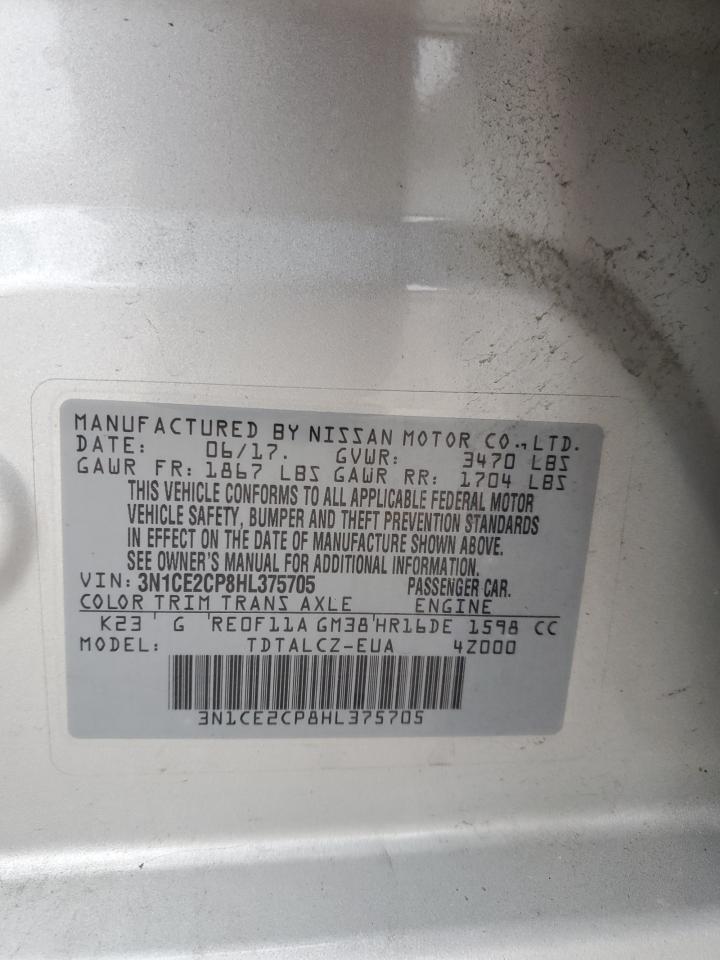 MANUFACTURED BY NISSAN MOTOR CO., LTD.
DATE: 06/17. GVWR: 3470 LBS
GAWR FR: 1867 LBS GAWR RR: 1704 LBS
THIS VEHICLE CONFORMS TO ALL APPLICABLE FEDERAL MOTOR
VEHICLE SAFETY, BUMPER AND THEFT PREVENTION STANDARDS
IN EFFECT ON THE DATE OF MANUFACTURE SHOWN ABOVE.
SEE OWNER'S MANUAL FOR ADDITIONAL INFORMATION.
VIN: 3N1CE2CP8HL375705 PASSENGER CAR.
COLOR TRIM TRANS AXLE ENGINE
K23 G RE0F11A GM38 HR16DE 1598 CC
MODEL: TDTALCZ-EUA 4Z000
3N1CE2CP8HL375705